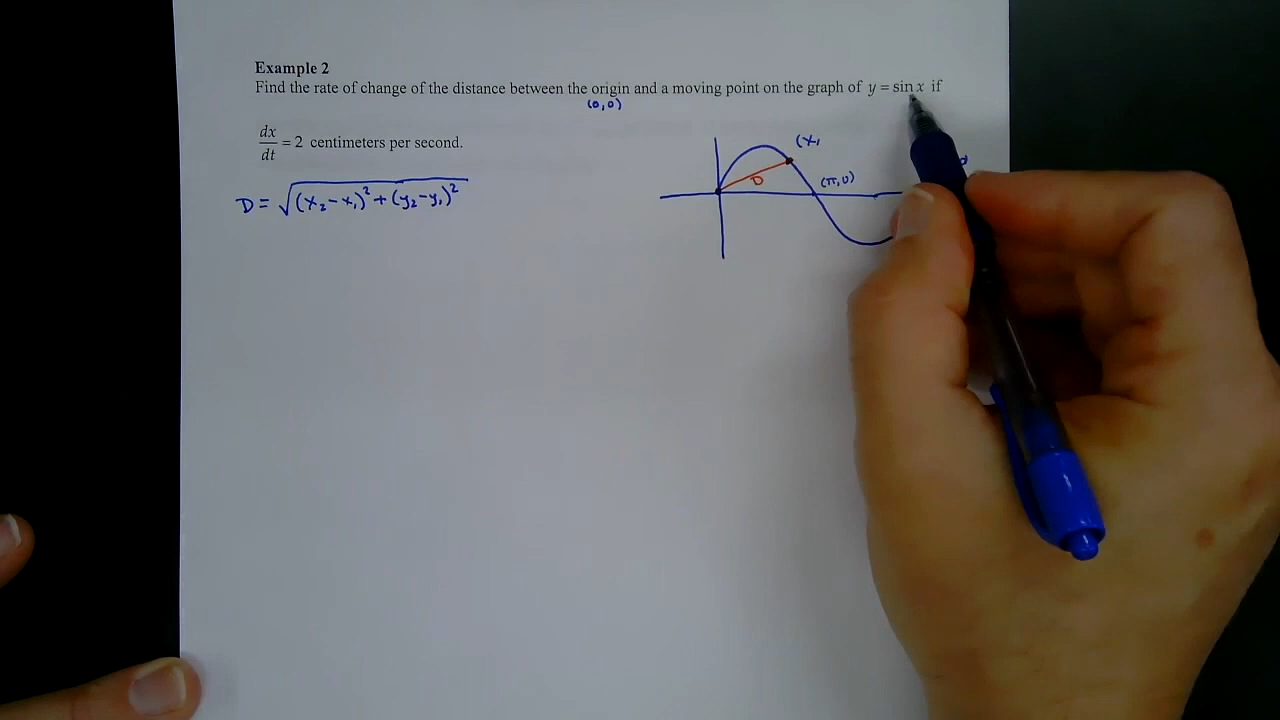 Example 2
Find the rate of change of the distance between the origin and a moving point on the graph of y = sin x if
(0,0)
dx/dt = 2 centimeters per second.
(x,
D
(π,0)
D = √((x₂-x₁)²+(y₂-y₁)²)